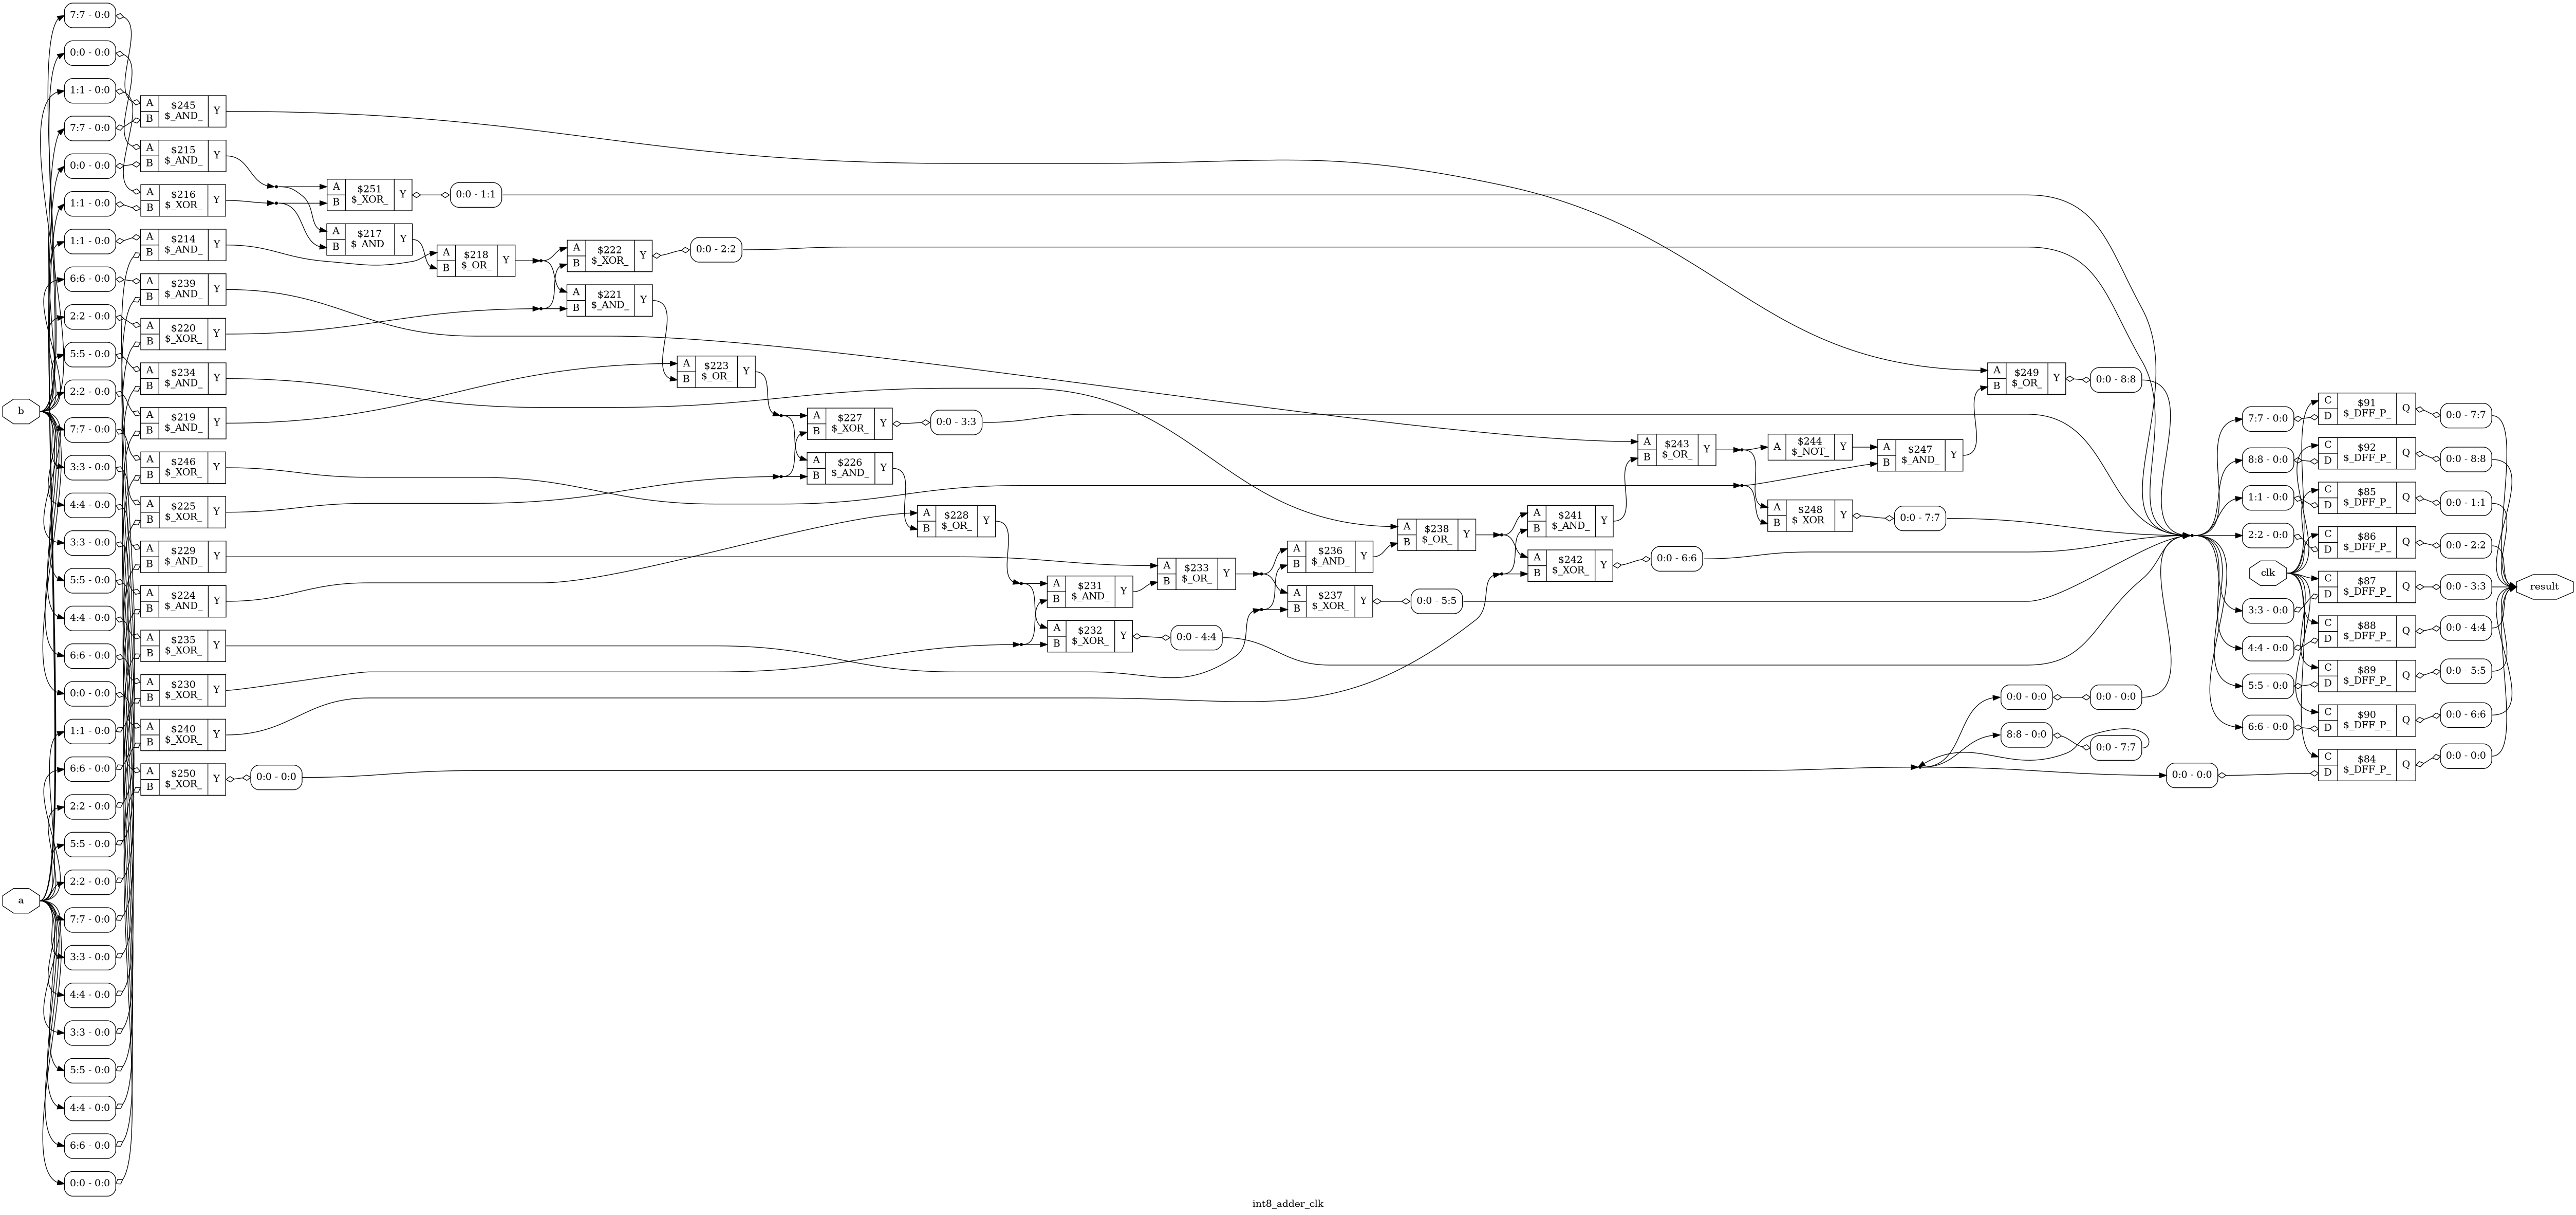 7:7 - 0:0
0:0 - 0:0
1:1 - 0:0
7:7 - 0:0
0:0 - 0:0
1:1 - 0:0
1:1 - 0:0
6:6 - 0:0
2:2 - 0:0
5:5 - 0:0
2:2 - 0:0
7:7 - 0:0
3:3 - 0:0
4:4 - 0:0
3:3 - 0:0
5:5 - 0:0
4:4 - 0:0
6:6 - 0:0
0:0 - 0:0
1:1 - 0:0
6:6 - 0:0
2:2 - 0:0
5:5 - 0:0
2:2 - 0:0
7:7 - 0:0
3:3 - 0:0
4:4 - 0:0
3:3 - 0:0
5:5 - 0:0
4:4 - 0:0
6:6 - 0:0
0:0 - 0:0
b
a
A
B
$245
$_AND_
Y
A
B
$215
$_AND_
Y
A
B
$216
$_XOR_
Y
A
B
$214
$_AND_
Y
A
B
$239
$_AND_
Y
A
B
$220
$_XOR_
Y
A
B
$234
$_AND_
Y
A
B
$219
$_AND_
Y
A
B
$246
$_XOR_
Y
A
B
$225
$_XOR_
Y
A
B
$229
$_AND_
Y
A
B
$224
$_AND_
Y
A
B
$235
$_XOR_
Y
A
B
$230
$_XOR_
Y
A
B
$240
$_XOR_
Y
A
B
$250
$_XOR_
Y
0:0 - 0:0
A
B
$251
$_XOR_
Y
0:0 - 1:1
A
B
$217
$_AND_
Y
A
B
$218
$_OR_
Y
A
B
$222
$_XOR_
Y
0:0 - 2:2
A
B
$221
$_AND_
Y
A
B
$223
$_OR_
Y
A
B
$227
$_XOR_
Y
0:0 - 3:3
A
B
$226
$_AND_
Y
A
B
$228
$_OR_
Y
A
B
$231
$_AND_
Y
A
B
$232
$_XOR_
Y
0:0 - 4:4
A
B
$233
$_OR_
Y
A
B
$236
$_AND_
Y
A
B
$237
$_XOR_
Y
0:0 - 5:5
A
B
$238
$_OR_
Y
A
B
$241
$_AND_
Y
A
B
$242
$_XOR_
Y
0:0 - 6:6
A
B
$243
$_OR_
Y
A
$244
$_NOT_
Y
A
B
$248
$_XOR_
Y
0:0 - 7:7
A
B
$247
$_AND_
Y
A
B
$249
$_OR_
Y
0:0 - 8:8
0:0 - 0:0
0:0 - 0:0
8:8 - 0:0
0:0 - 7:7
0:0 - 0:0
7:7 - 0:0
8:8 - 0:0
1:1 - 0:0
2:2 - 0:0
clk
3:3 - 0:0
4:4 - 0:0
5:5 - 0:0
6:6 - 0:0
C
D
$91
$_DFF_P_
Q
0:0 - 7:7
C
D
$92
$_DFF_P_
Q
0:0 - 8:8
C
D
$85
$_DFF_P_
Q
0:0 - 1:1
C
D
$86
$_DFF_P_
Q
0:0 - 2:2
C
D
$87
$_DFF_P_
Q
0:0 - 3:3
C
D
$88
$_DFF_P_
Q
0:0 - 4:4
C
D
$89
$_DFF_P_
Q
0:0 - 5:5
C
D
$90
$_DFF_P_
Q
0:0 - 6:6
C
D
$84
$_DFF_P_
Q
0:0 - 0:0
result
int8_adder_clk